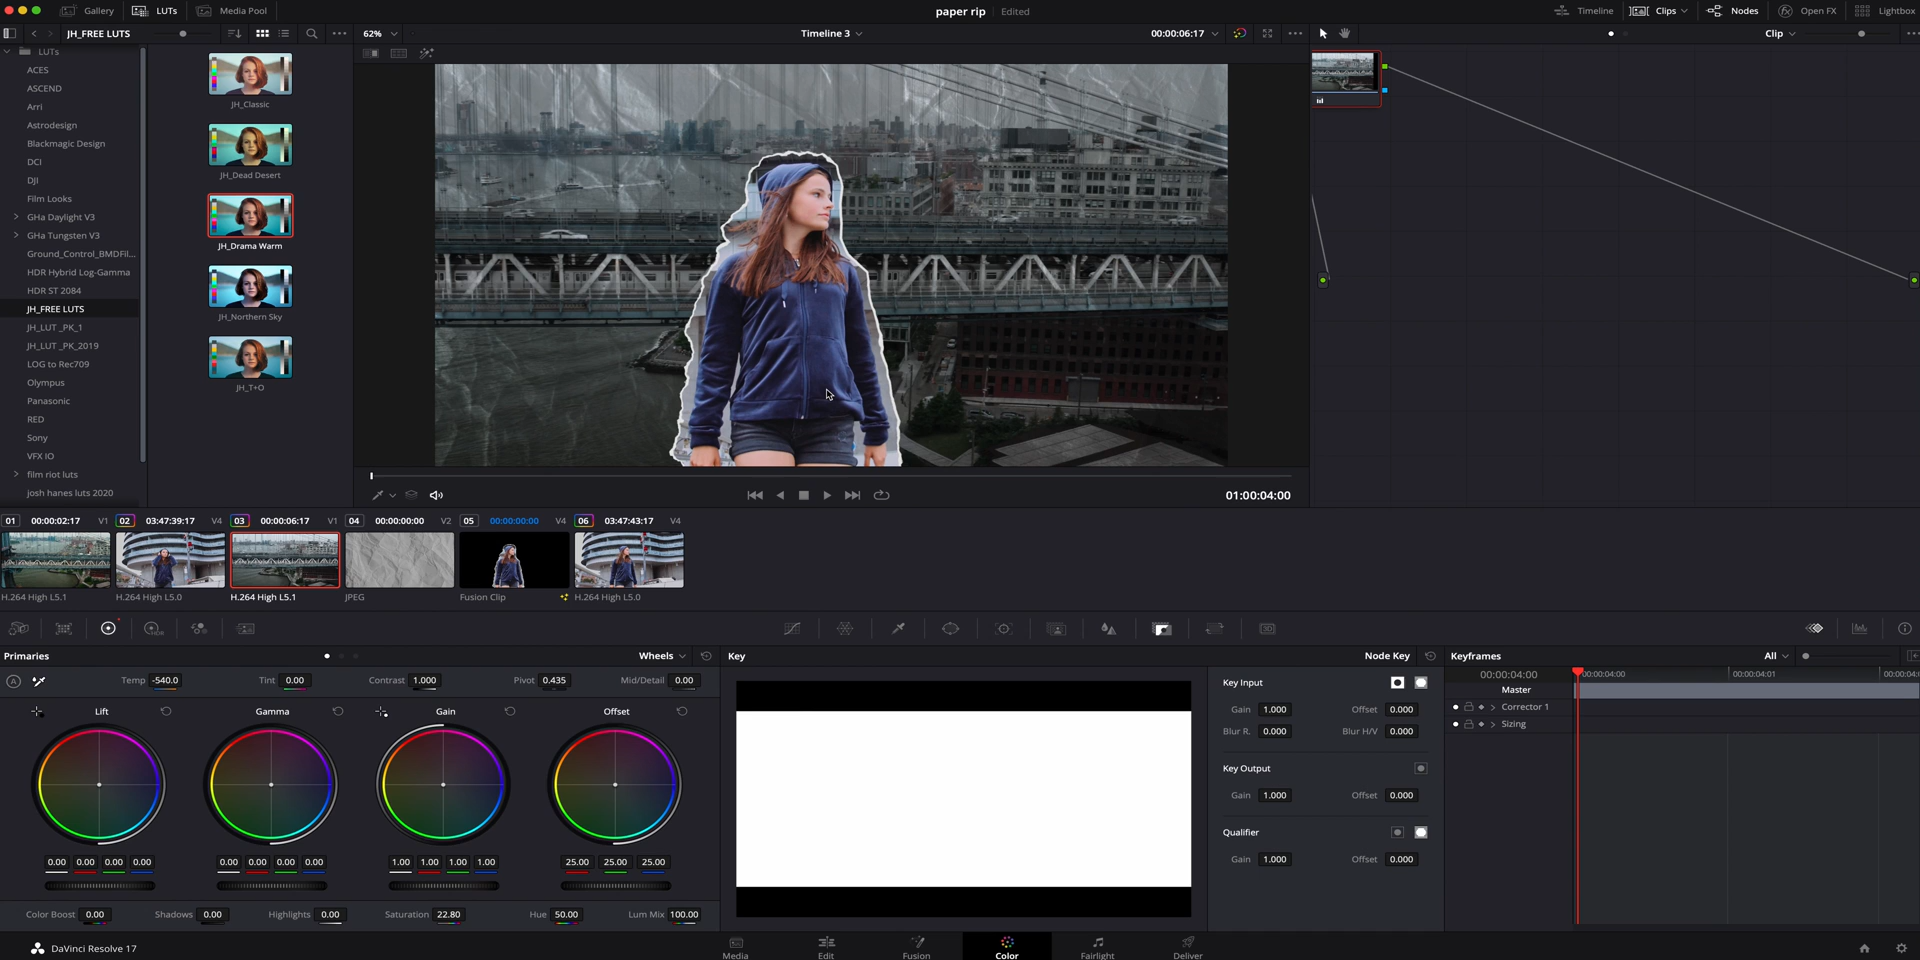 Gallery LUTs Media Pool paper rip Edited Timeline Clips Nodes Open FX Lightbox
JH_FREE LUTS 62% Timeline 3 00:00:06:17 Clip
LUTs
ACES
ASCEND
Arri
Astrodesign
Blackmagic Design
DCI
DJI
Film Looks
GHa Daylight V3
GHa Tungsten V3
Ground_Control_BMDFil...
HDR Hybrid Log-Gamma
HDR ST 2084
JH_FREE LUTS
JH_LUT _PK_1
JH_LUT _PK_2019
LOG to Rec709
Olympus
Panasonic
RED
Sony
VFX IO
film riot luts
josh hanes luts 2020
JH_Classic
JH_Dead Desert
JH_Drama Warm
JH_Northern Sky
JH_T+O
01:00:04:00
01 00:00:02:17 V1 02 03:47:39:17 V4 03 00:00:06:17 V1 04 00:00:00:00 V2 05 00:00:00:00 V4 06 03:47:43:17 V4
H.264 High L5.1 H.264 High L5.0 H.264 High L5.1 JPEG Fusion Clip H.264 High L5.0
HDR 3D
Primaries Wheels Key Node Key Keyframes All
A Temp -540.0 Tint 0.00 Contrast 1.000 Pivot 0.435 Mid/Detail 0.00
Lift Gamma Gain Offset
0.00 0.00 0.00 0.00 0.00 0.00 0.00 0.00 1.00 1.00 1.00 1.00 25.00 25.00 25.00
Color Boost 0.00 Shadows 0.00 Highlights 0.00 Saturation 22.80 Hue 50.00 Lum Mix 100.00
Key Input
Gain 1.000 Offset 0.000
Blur R. 0.000 Blur H/V 0.000
Key Output
Gain 1.000 Offset 0.000
Qualifier
Gain 1.000 Offset 0.000
00:00:04:00 00:00:04:00 00:00:04:01
Master
Corrector 1
Sizing
DaVinci Resolve 17 Media Edit Fusion Color Fairlight Deliver